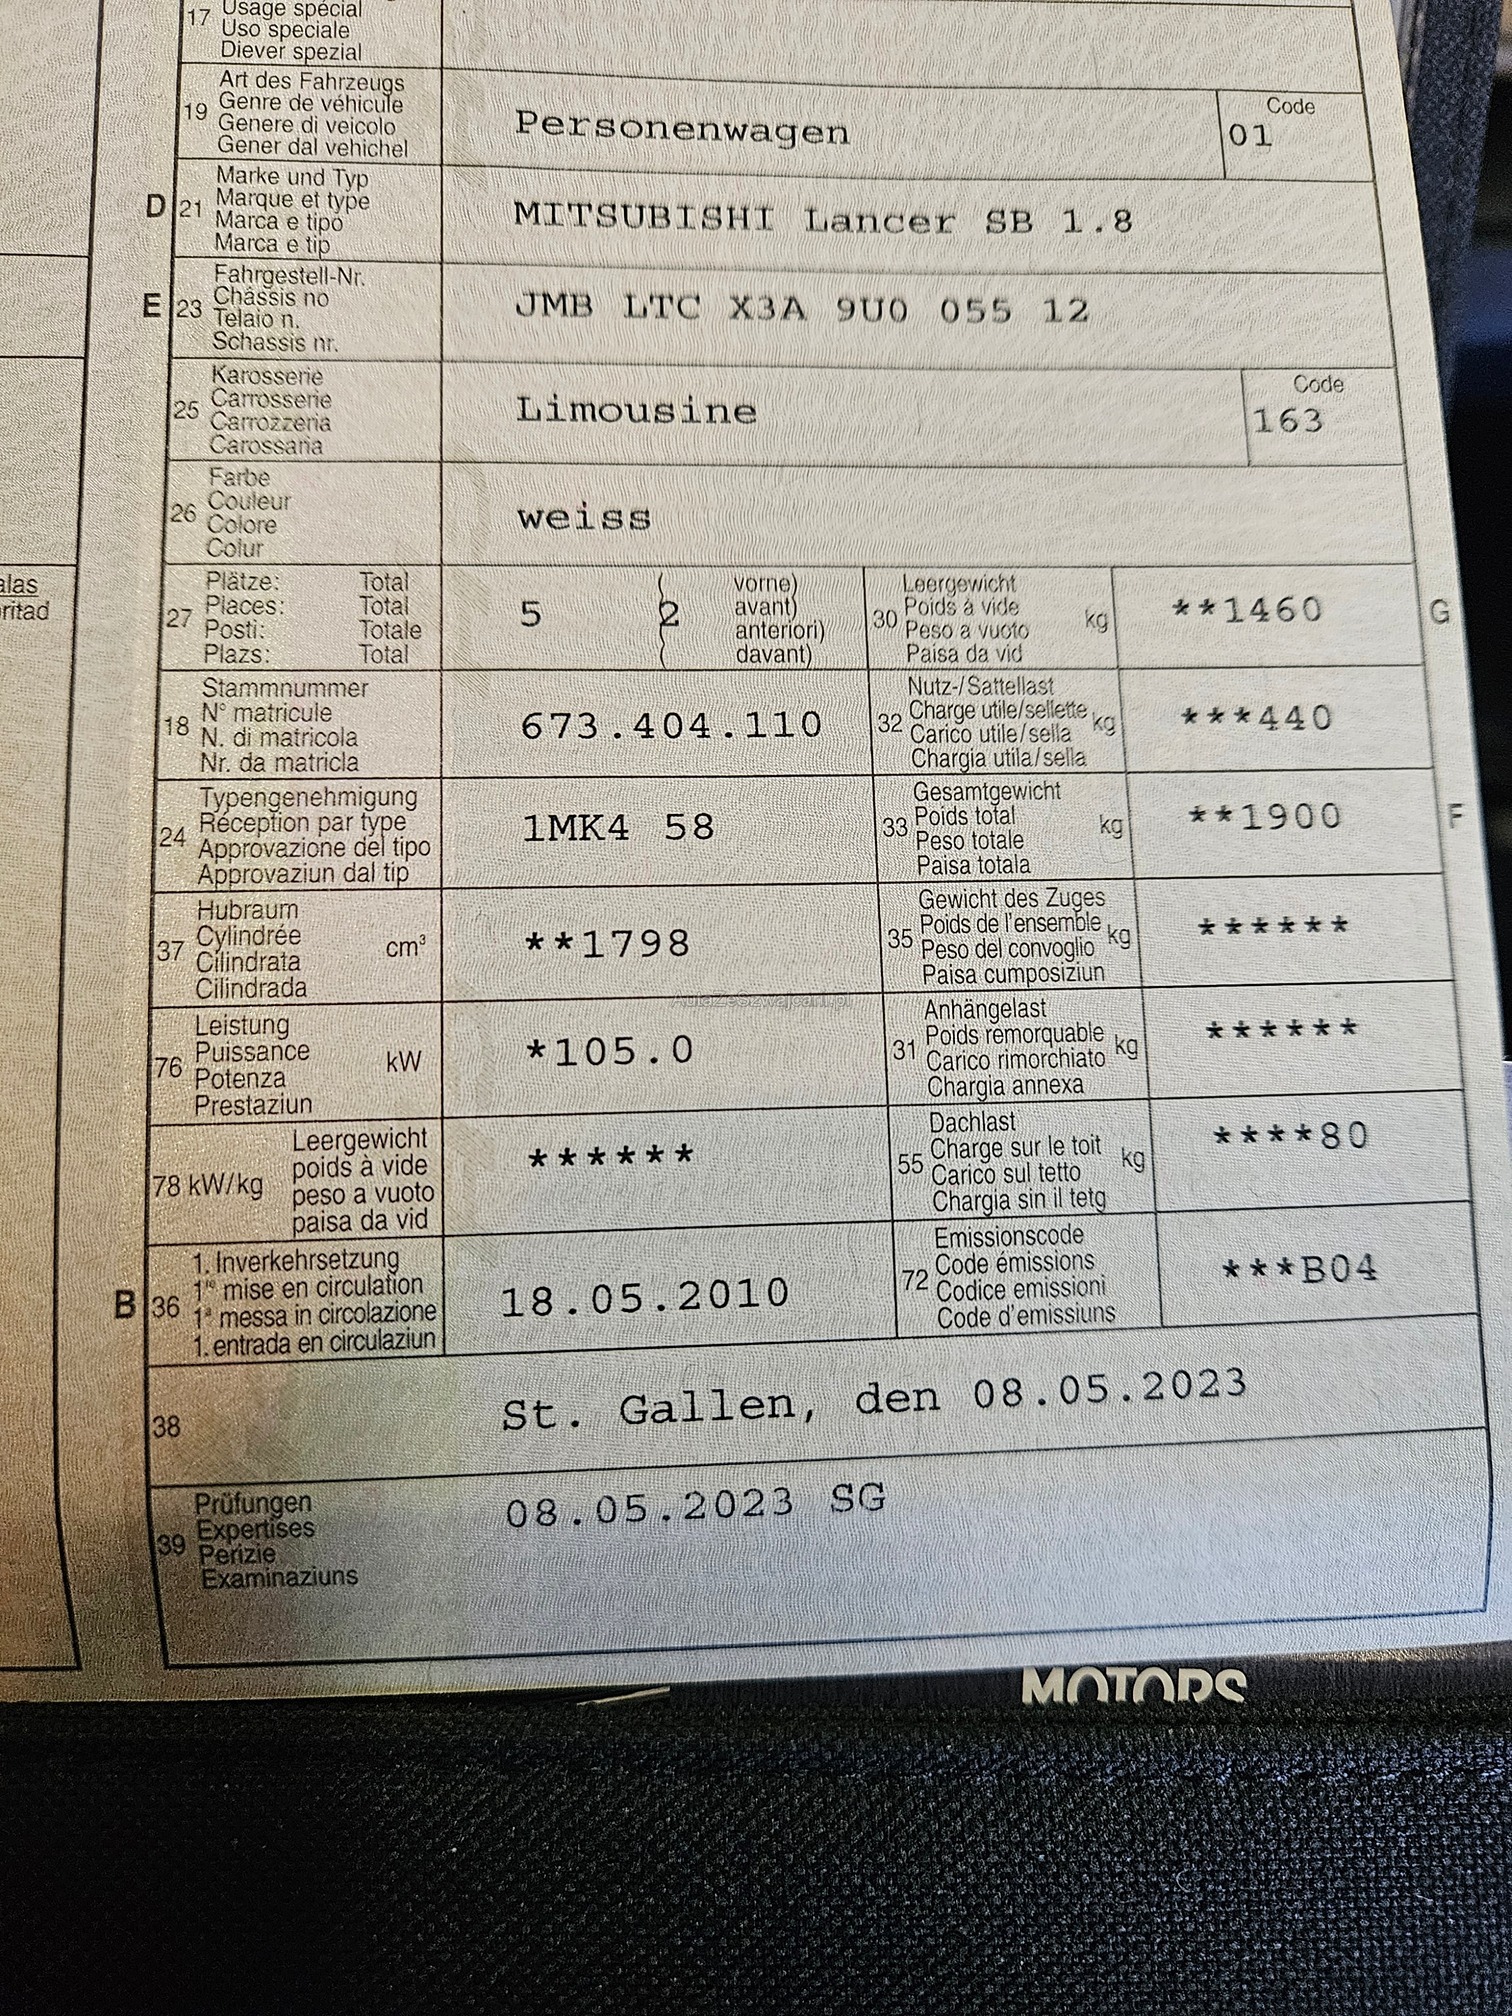 17 Usage spécial
Uso speciale
Diever spezial
19 Art des Fahrzeugs
Genre de véhicule
Genere di veicolo
Gener dal vehichel
Personenwagen
Code
01
D 21 Marke und Typ
Marque et type
Marca e tipo
Marca e tip
MITSUBISHI Lancer SB 1.8
E 23 Fahrgestell-Nr.
Châssis no
Telaio n.
Schassis nr.
JMB LTC X3A 9U0 055 12
25 Karosserie
Carrosserie
Carrozzeria
Carossaria
Limousine
Code
163
26 Farbe
Couleur
Colore
Colur
weiss
alas
ritad
27 Plätze: Total
Places: Total
Posti: Totale
Plazs: Total
5 ( 2 vorne)
avant)
anteriori)
davant)
30 Leergewicht
Poids à vide
Peso a vuoto
Paisa da vid
kg
**1460
G
18 Stammnummer
N° matricule
N. di matricola
Nr. da matricla
673.404.110
32 Nutz-/Sattellast
Charge utile/sellette
Carico utile/sella
Chargia utila/sella
kg
***440
24 Typengenehmigung
Réception par type
Approvazione del tipo
Approvaziun dal tip
1MK4 58
33 Gesamtgewicht
Poids total
Peso totale
Paisa totala
kg
**1900
F
37 Hubraum
Cylindrée
Cilindrata
Cilindrada
cm³
**1798
35 Gewicht des Zuges
Poids de l'ensemble
Peso del convoglio
Paisa cumposiziun
kg
******
AutaZeSzwajcarii.pl
76 Leistung
Puissance
Potenza
Prestaziun
kW
*105.0
31 Anhängelast
Poids remorquable
Carico rimorchiato
Chargia annexa
kg
******
78 kW/kg Leergewicht
poids à vide
peso a vuoto
paisa da vid
******
55 Dachlast
Charge sur le toit
Carico sul tetto
Chargia sin il tetg
kg
****80
B 36 1. Inverkehrsetzung
1re mise en circulation
1a messa in circolazione
1. entrada en circulaziun
18.05.2010
72 Emissionscode
Code émissions
Codice emissioni
Code d'emissiuns
***B04
38 St. Gallen, den 08.05.2023
39 Prüfungen
Expertises
Perizie
Examinaziuns
08.05.2023 SG
MOTORS